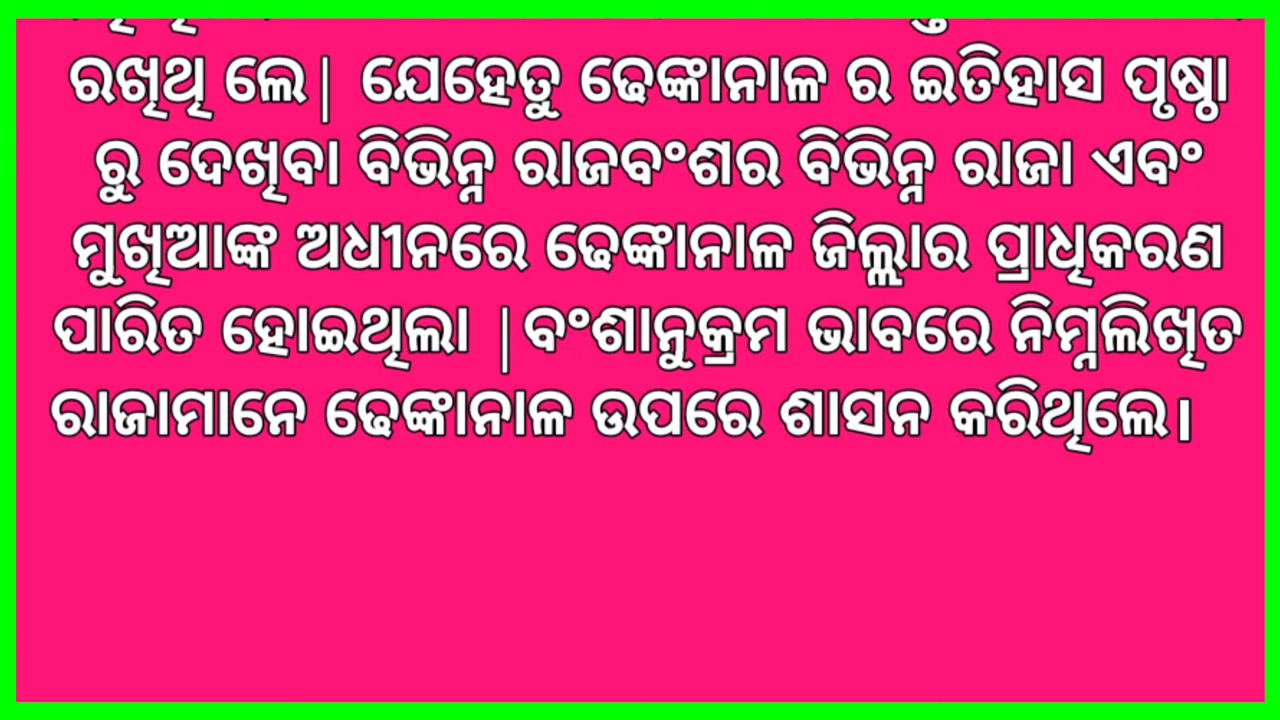 ରଖିଥି ଲେ| ଯେହେତୁ ଢେଙ୍କାନାଳ ର ଇତିହାସ ପୃଷ୍ଠା
ରୁ ଦେଖିବା ବିଭିନ୍ନ ରାଜବଂଶର ବିଭିନ୍ନ ରାଜା ଏବଂ
ମୁଖିଆଙ୍କ ଅଧୀନରେ ଢେଙ୍କାନାଳ ଜିଲ୍ଲାର ପ୍ରାଧିକରଣ
ପାରିତ ହୋଇଥିଲା |ବଂଶାନୁକ୍ରମ ଭାବରେ ନିମ୍ନଲିଖିତ
ରାଜାମାନେ ଢେଙ୍କାନାଳ ଉପରେ ଶାସନ କରିଥିଲେ।